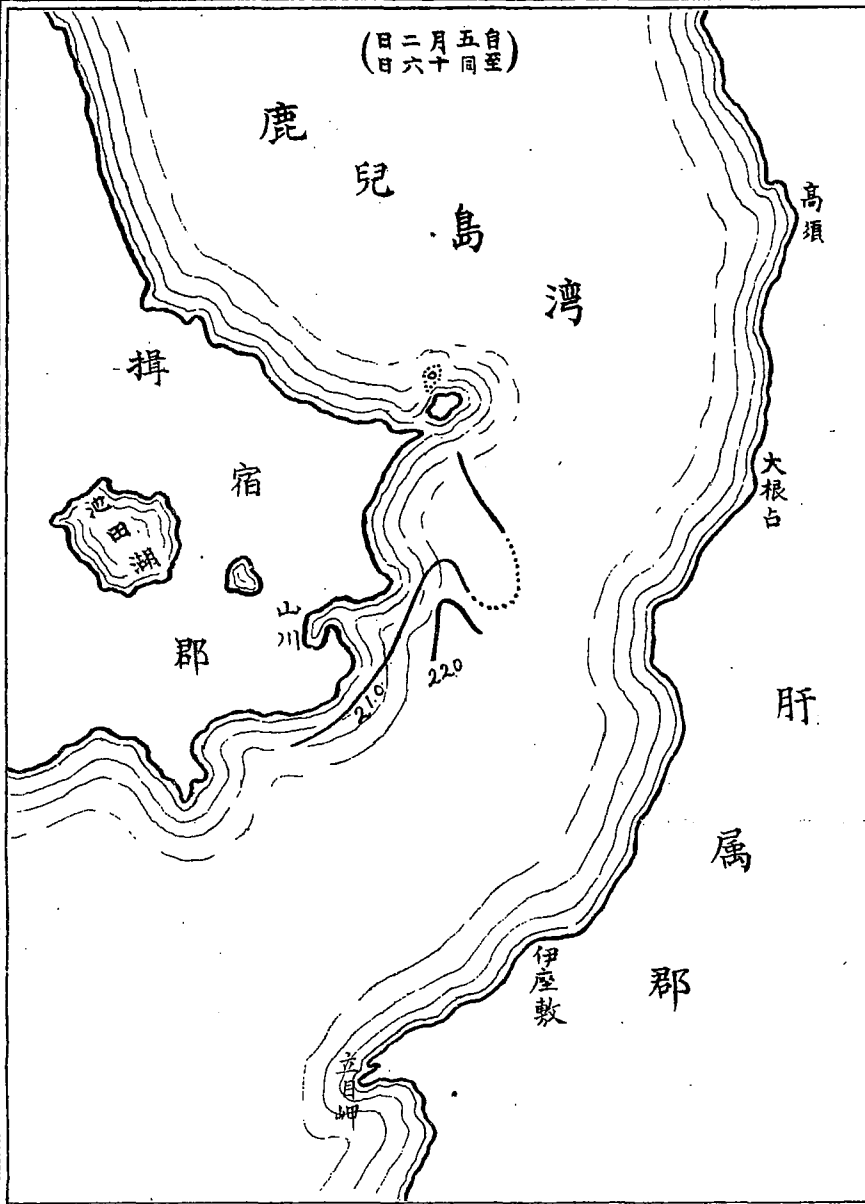 (自五月二日
至同十六日)
鹿兒島湾
高須
揖宿郡
大根占
池田湖
山川
21.0
22.0
肝属郡
伊座敷
立目岬